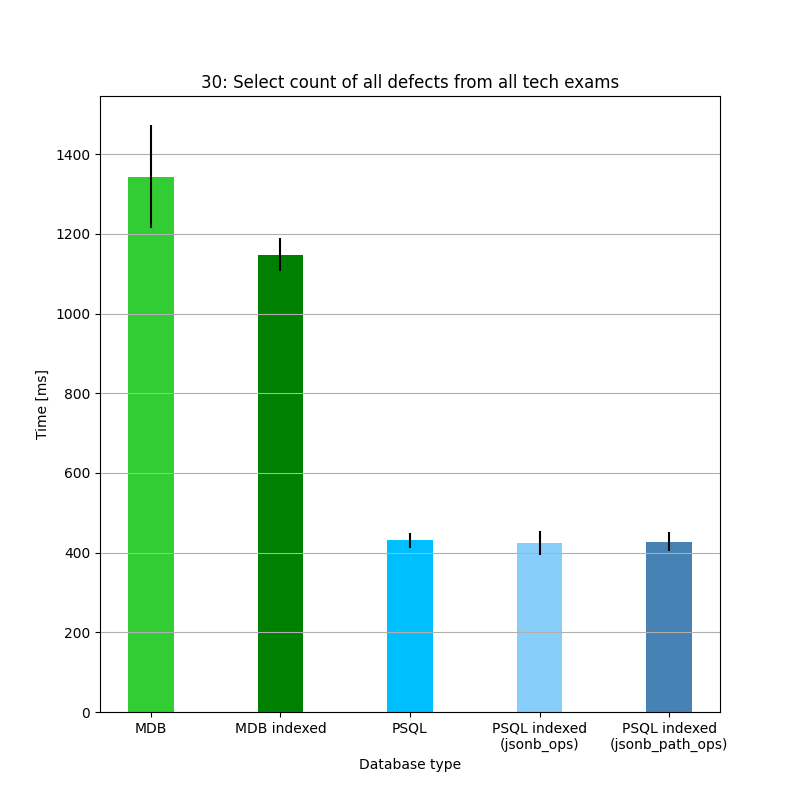 30: Select count of all defects from all tech exams
Time [ms]
1400
1200
1000
800
600
400
200
0
MDB
MDB indexed
PSQL
PSQL indexed
(jsonb_ops)
PSQL indexed
(jsonb_path_ops)
Database type